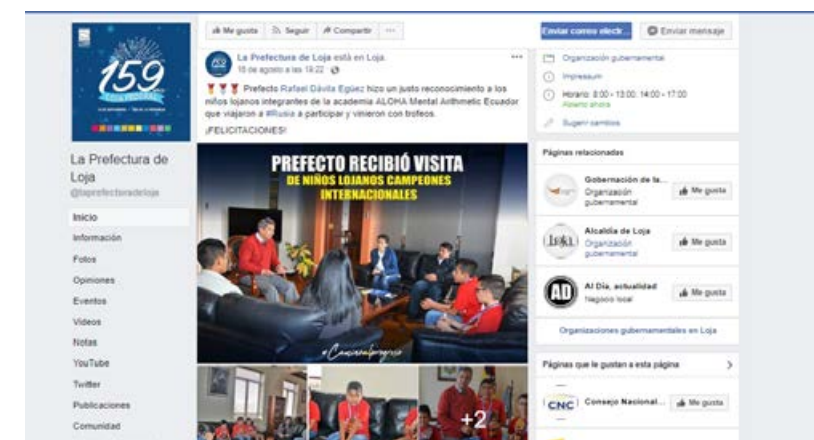 159
La Prefectura de
Loja
@laprefecturadeloja
Inicio
Información
Fotos
Opiniones
Eventos
Videos
Notas
YouTube
Twitter
Publicaciones
Comunidad
Me gusta Seguir Compartir ...
La Prefectura de Loja está en Loja.
16 de agosto a las 19:22
Prefecto Rafael Dávila Egüez hizo un justo reconocimiento a los
niños lojanos integrantes de la academia ALOHA Mental Arithmetic Ecuador
que viajaron a #Rusia a participar y vinieron con trofeos.
¡FELICITACIONES!
PREFECTO RECIBIÓ VISITA
DE NIÑOS LOJANOS CAMPEONES
INTERNACIONALES
#Caminoalprogreso
+2
Enviar correo electr... Enviar mensaje
Organización gubernamental
Impressum
Horario: 8:00 - 13:00, 14:00 - 17:00
Abierto ahora
Sugerir cambios
Páginas relacionadas
Gobernación de la...
Organización
gubernamental
Me gusta
Loja
Alcaldía de Loja
Organización
gubernamental
Me gusta
AD
Al Día, actualidad
Negocio local
Me gusta
Organizaciones gubernamentales en Loja
Páginas que le gustan a esta página
CNC
Consejo Nacional...
Me gusta